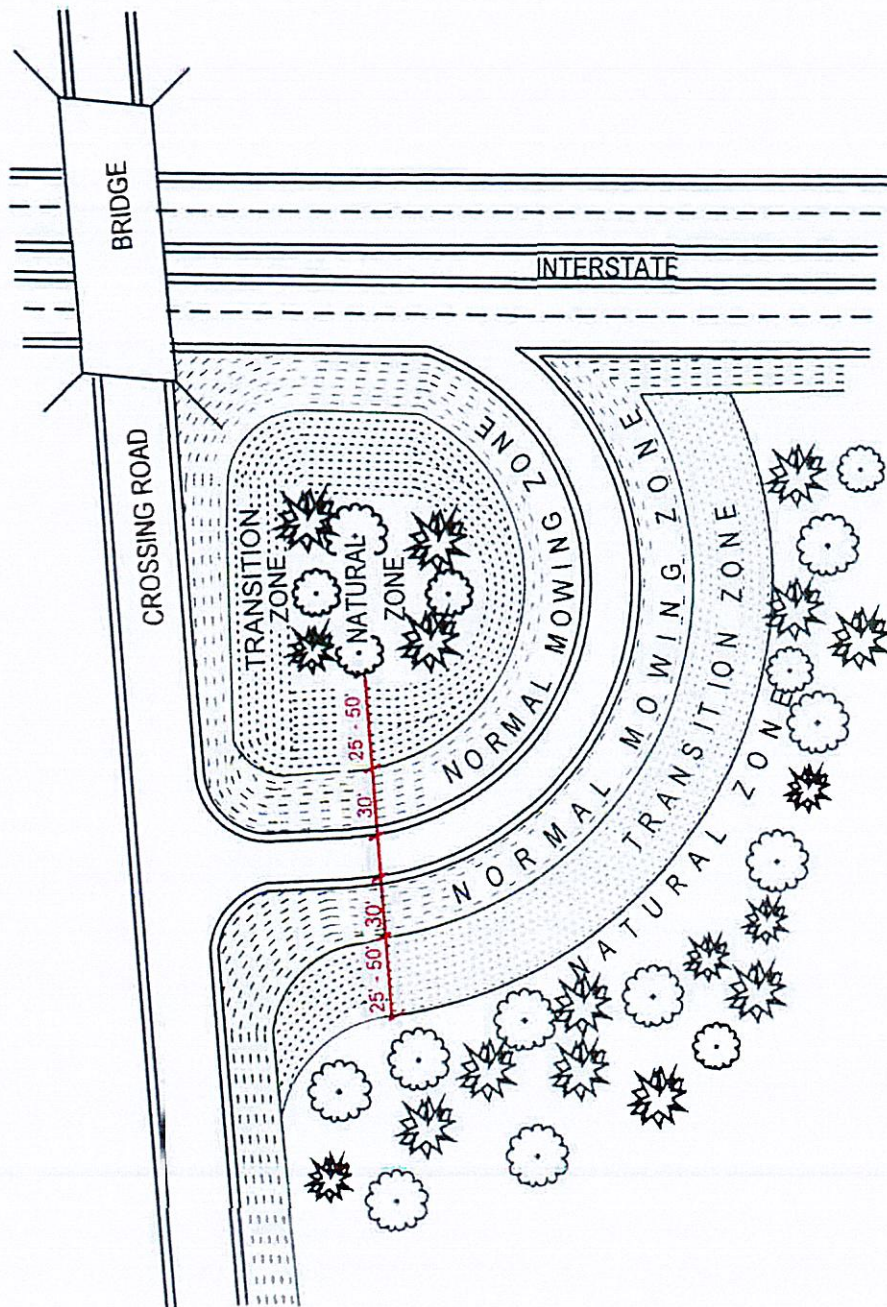 BRIDGE
INTERSTATE
CROSSING ROAD
TRANSITION
ZONE
NATURAL
ZONE
NORMAL MOWING ZONE
25' - 50'
30'
30'
25' - 50'
NORMAL MOWING ZONE
TRANSITION ZONE
NATURAL ZONE